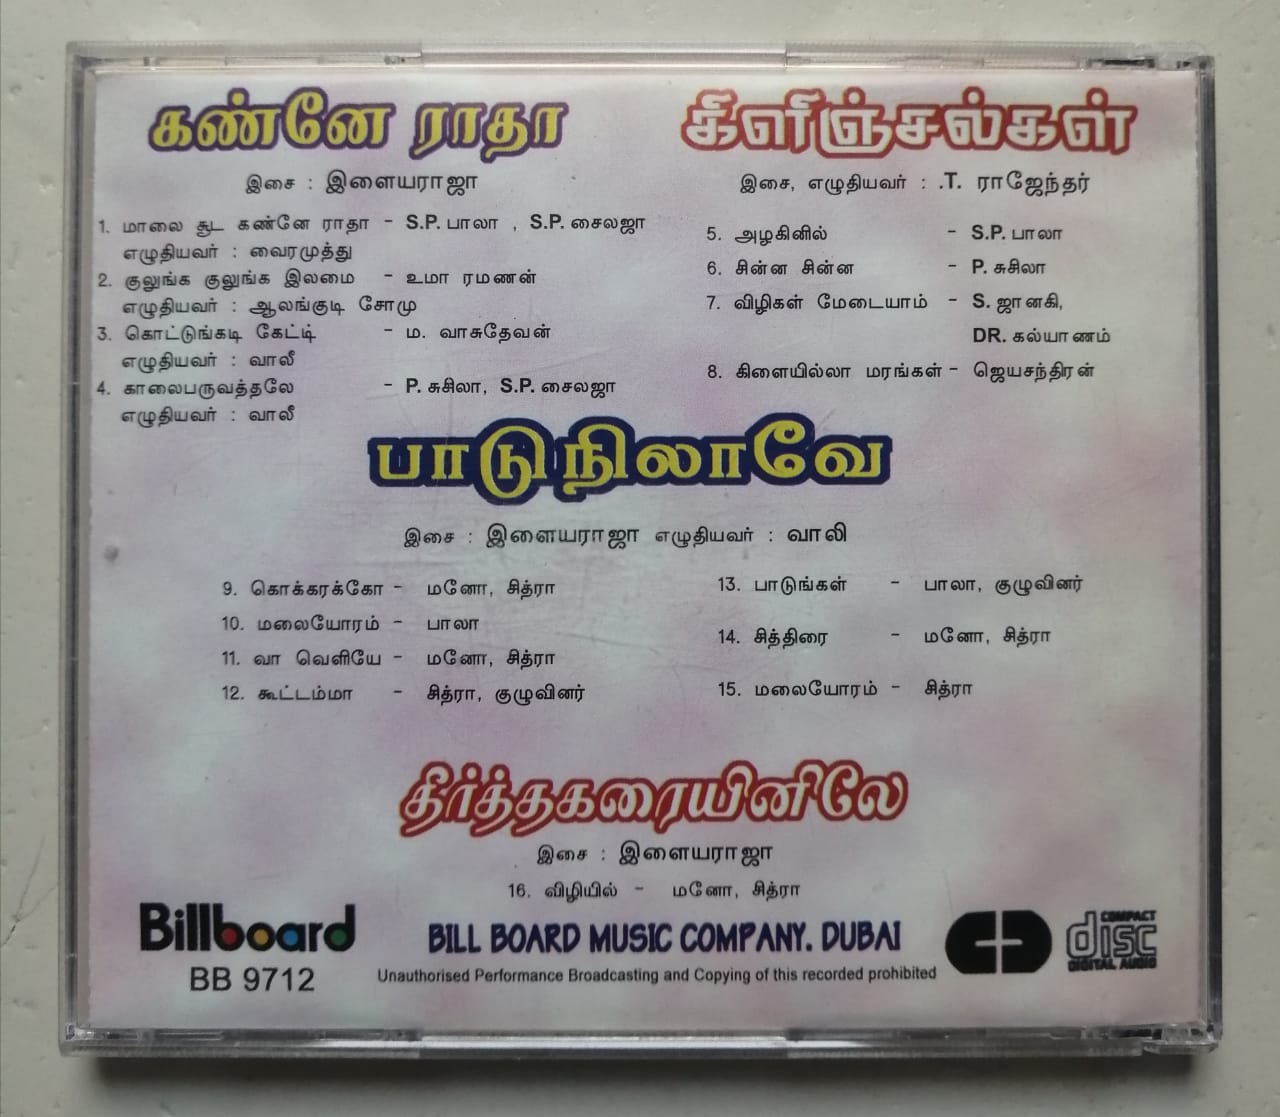 கண்னே ராதா
இசை : இளையராஜா
1. மாலை சூட கண்னே ராதா - S.P. பாலா , S.P. சைலஜா
எழுதியவர் : வைரமுத்து
2. குலுங்க குலுங்க இலமை - உமா ரமணன்
எழுதியவர் : ஆலங்குடி சோமு
3. கொட்டுங்கடி கேட்டி - ம. வாசுதேவன்
எழுதியவர் : வாலீ
4. காலைபருவத்தலே - P. சுசிலா, S.P. சைலஜா
எழுதியவர் : வாலீ
கிளிஞ்சல்கள்
இசை, எழுதியவர் : .T. ராஜேந்தர்
5. அழகினில் - S.P. பாலா
6. சின்ன சின்ன - P. சுசிலா
7. விழிகள் மேடையாம் - S. ஜானகி,
DR. கல்யாணம்
8. கிளையில்லா மரங்கள் - ஜெயசந்திரன்
பாடு நிலாவே
இசை : இளையராஜா எழுதியவர் : வாலி
9. கொக்கரக்கோ - மனோ, சித்ரா
10. மலையோரம் - பாலா
11. வா வெளியே - மனோ, சித்ரா
12. கூட்டம்மா - சித்ரா, குழுவினர்
13. பாடுங்கள் - பாலா, குழுவினர்
14. சித்திரை - மனோ, சித்ரா
15. மலையோரம் - சித்ரா
தீர்த்தகரையினிலே
இசை : இளையராஜா
16. விழியில் - மனோ, சித்ரா
Billboard
BB 9712
BILL BOARD MUSIC COMPANY. DUBAI
Unauthorised Performance Broadcasting and Copying of this recorded prohibited
CD
COMPACT
disc
DIGITAL AUDIO